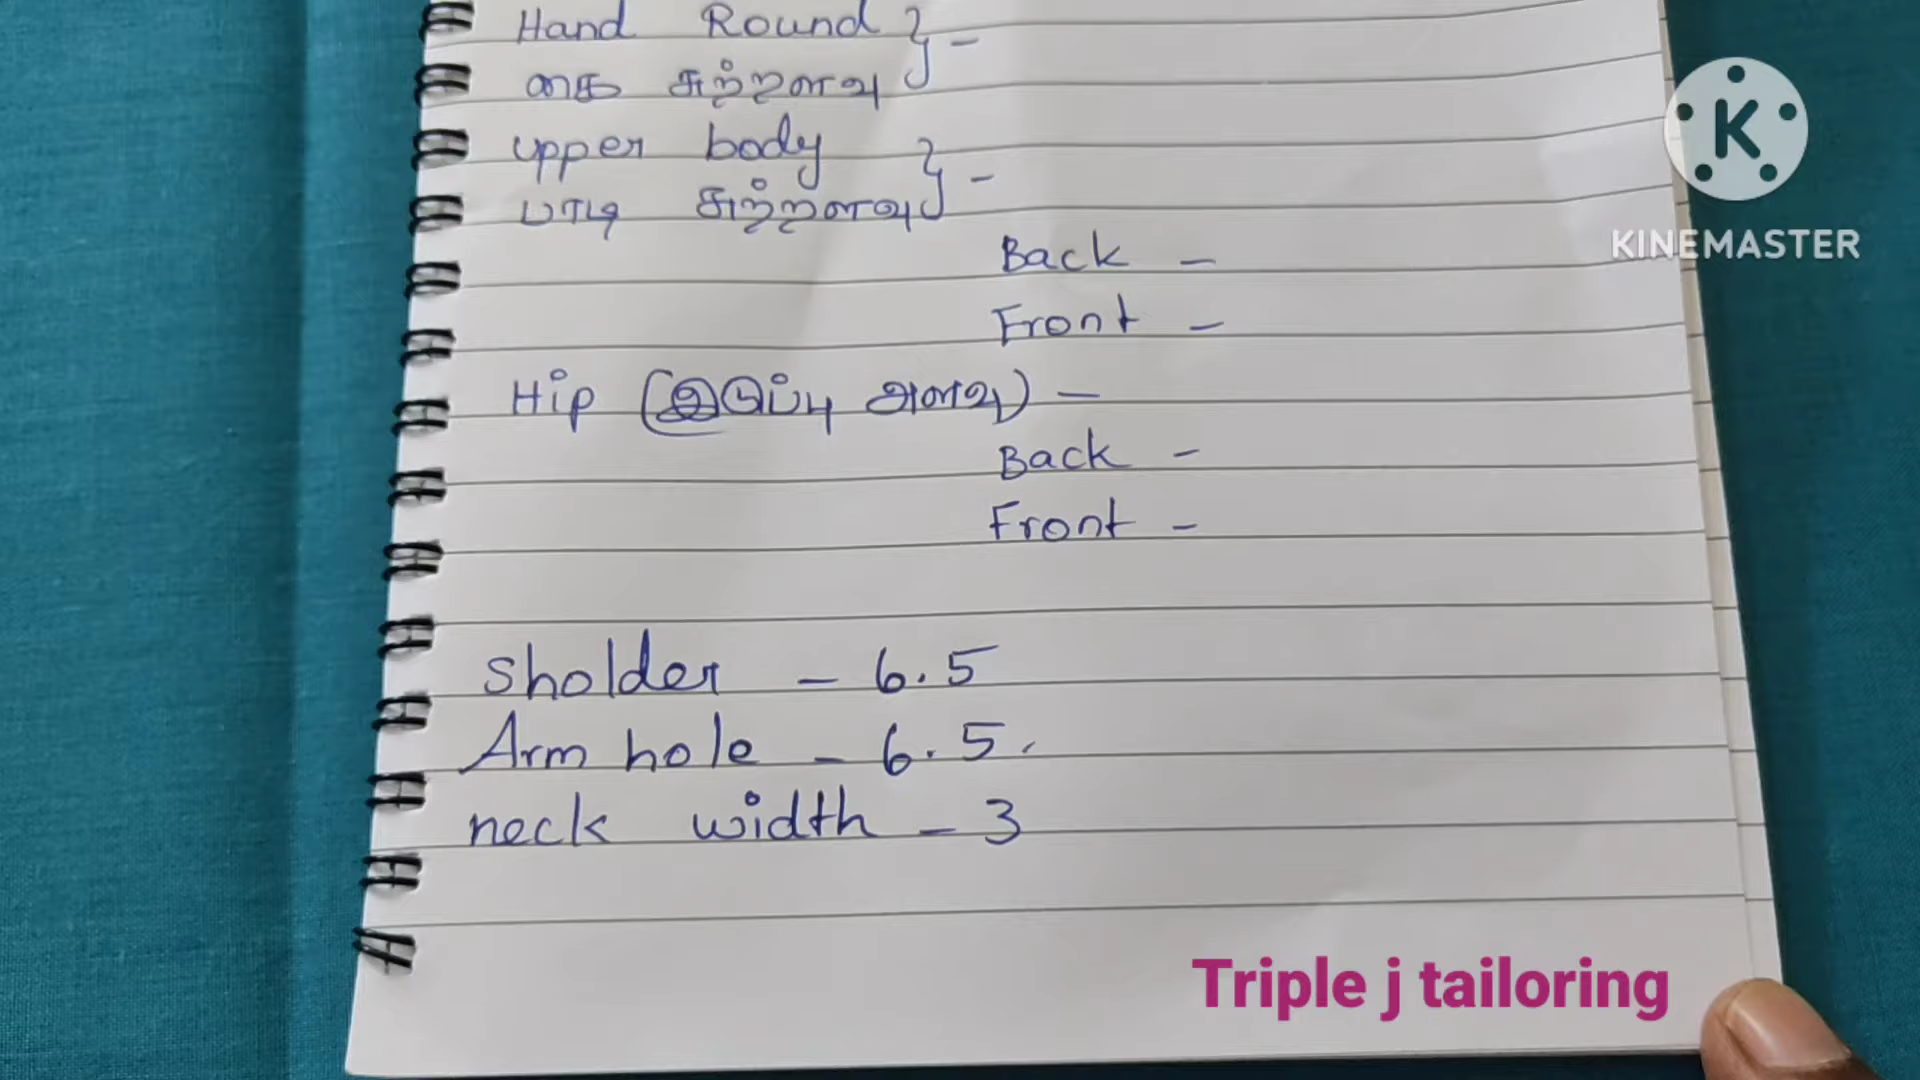 Hand Round } -
கை சுற்றளவு
upper body } -
பாடி சுற்றளவு
Back -
Front -
Hip (இடுப்பு அளவு) -
Back -
Front -
Sholder - 6.5
Arm hole - 6.5.
neck width - 3
K
KINEMASTER
Triple j tailoring